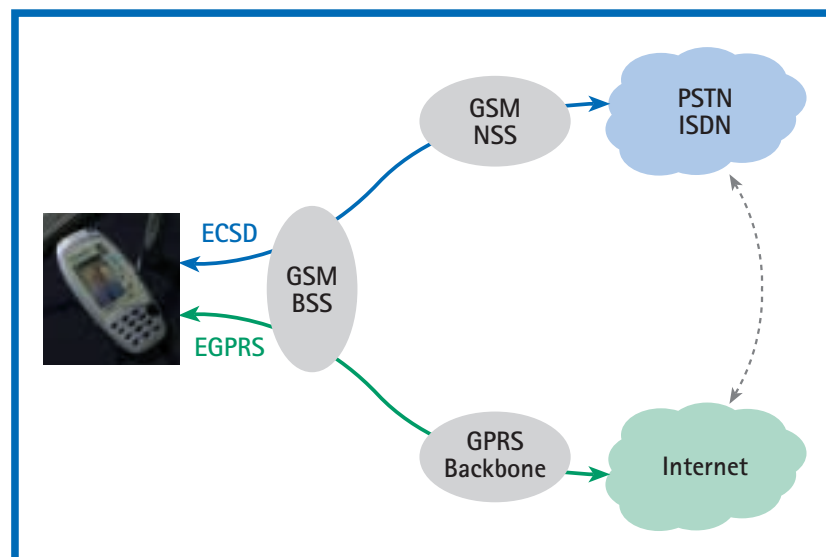 GSM
NSS
PSTN
ISDN
ECSD
GSM
BSS
EGPRS
GPRS
Backbone
Internet